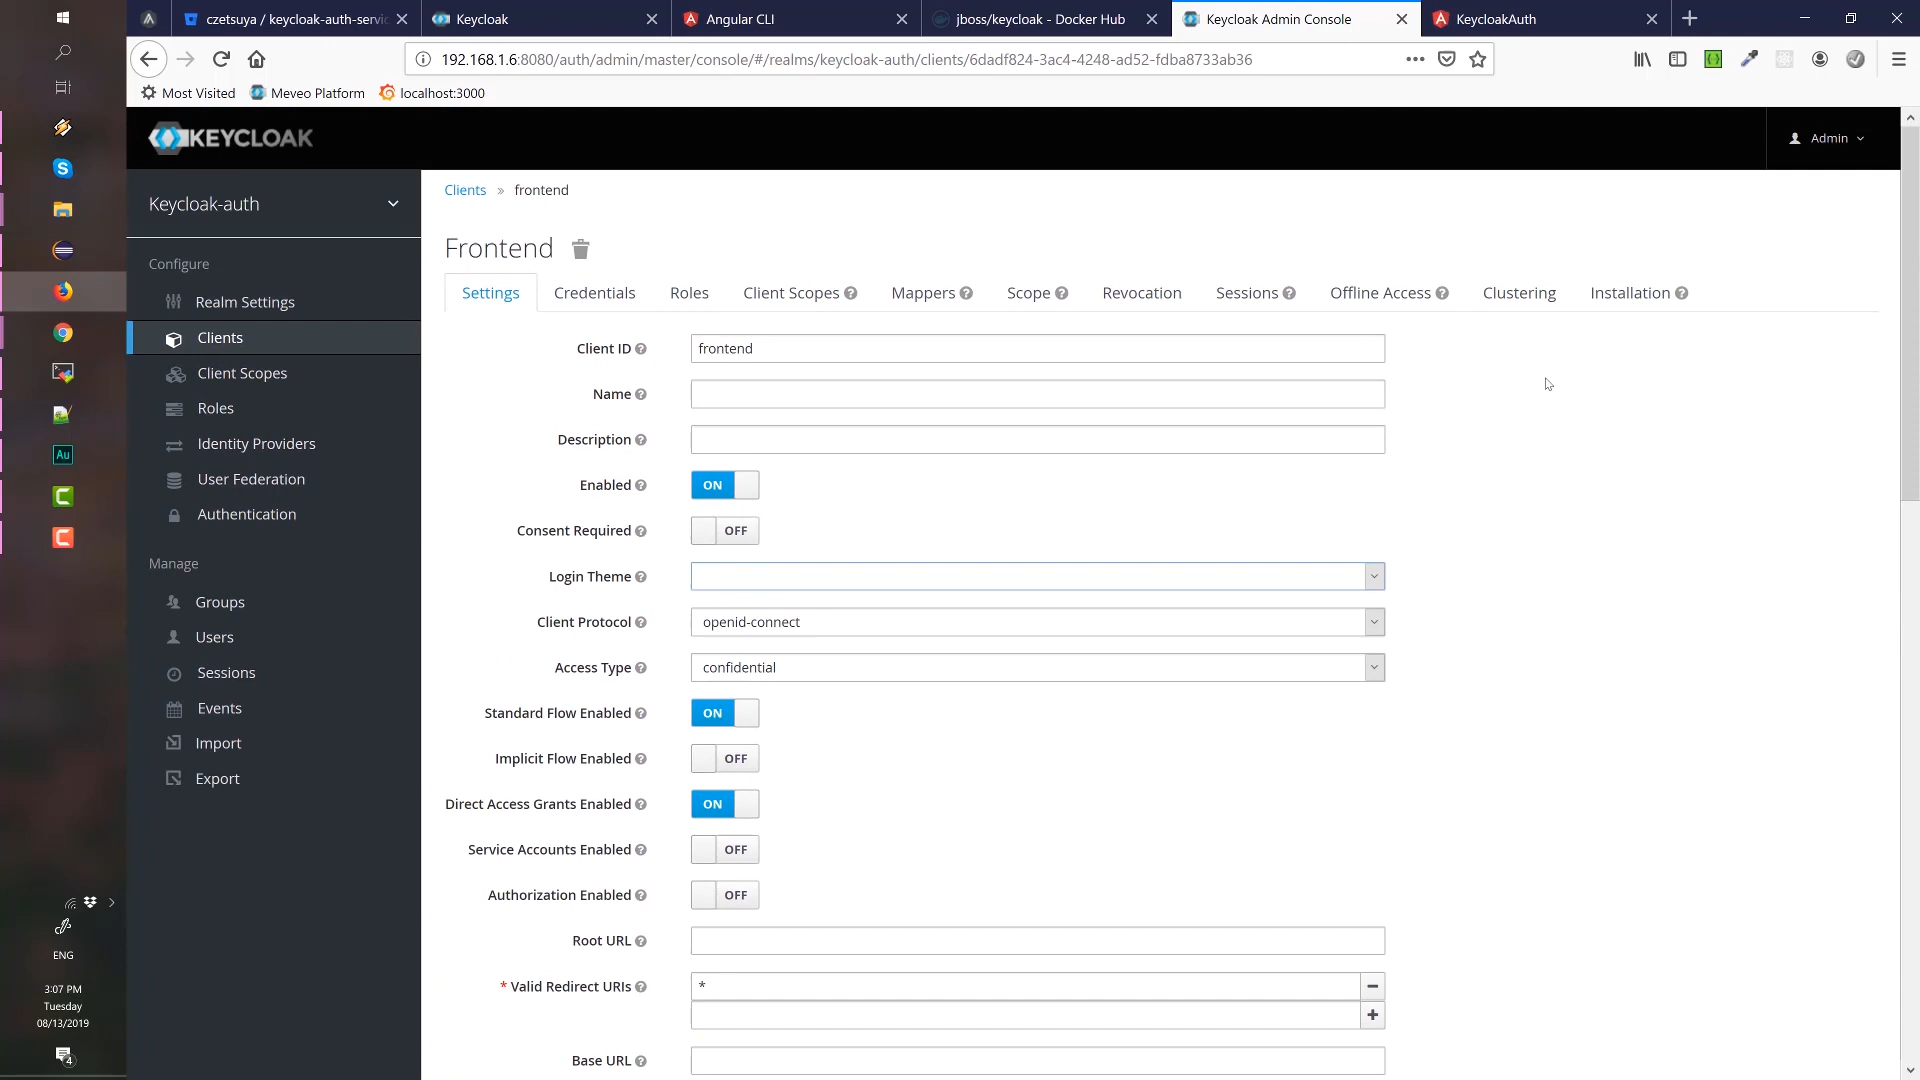 czetsuya / keycloak-auth-servic
Keycloak
Angular CLI
jboss/keycloak - Docker Hub
Keycloak Admin Console
KeycloakAuth
192.168.1.6:8080/auth/admin/master/console/#/realms/keycloak-auth/clients/6dadf824-3ac4-4248-ad52-fdba8733ab36
Most Visited
Meveo Platform
localhost:3000
KEYCLOAK
Admin
Keycloak-auth
Configure
Realm Settings
Clients
Client Scopes
Roles
Identity Providers
User Federation
Authentication
Manage
Groups
Users
Sessions
Events
Import
Export
Clients » frontend
Frontend
Settings
Credentials
Roles
Client Scopes
Mappers
Scope
Revocation
Sessions
Offline Access
Clustering
Installation
Client ID
frontend
Name
Description
Enabled
ON
Consent Required
OFF
Login Theme
Client Protocol
openid-connect
Access Type
confidential
Standard Flow Enabled
ON
Implicit Flow Enabled
OFF
Direct Access Grants Enabled
ON
Service Accounts Enabled
OFF
Authorization Enabled
OFF
Root URL
* Valid Redirect URIs
*
Base URL
Au
ENG
3:07 PM
Tuesday
08/13/2019
4